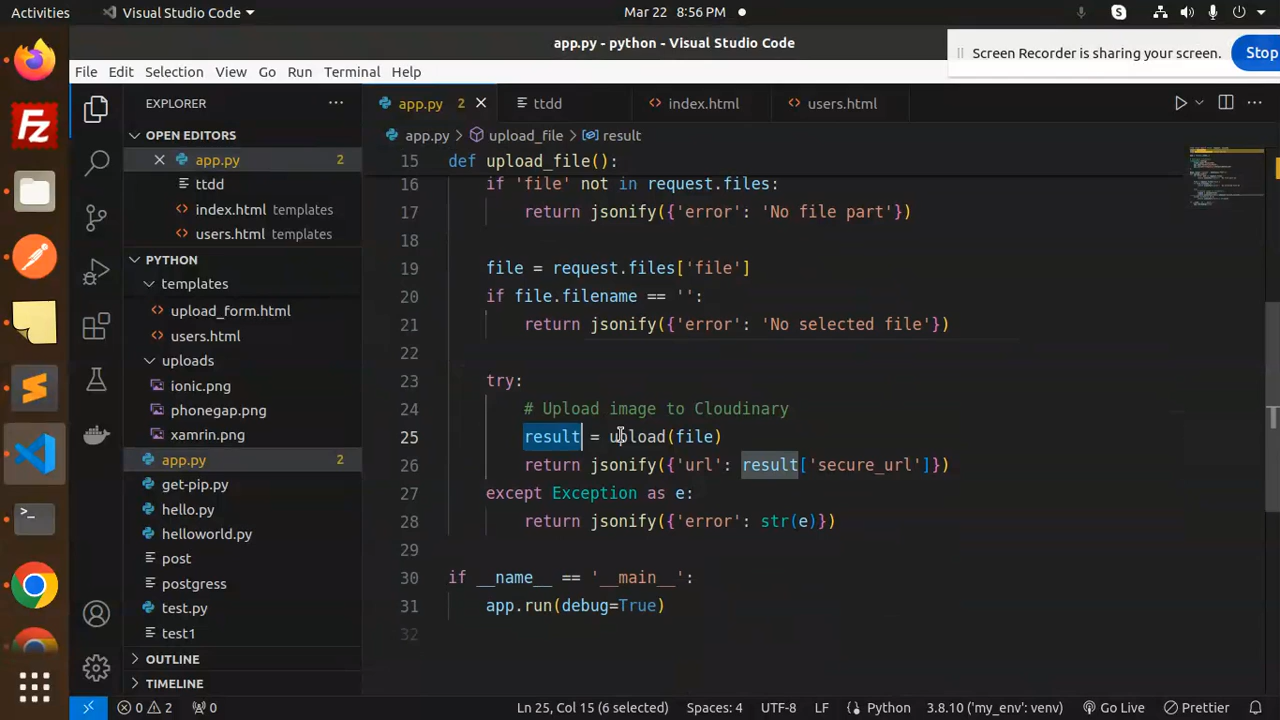 Activities
Visual Studio Code
Mar 22 8:56 PM
app.py - python - Visual Studio Code
Screen Recorder is sharing your screen.
Stop
File Edit Selection View Go Run Terminal Help
EXPLORER
app.py 2
ttdd
index.html
users.html
OPEN EDITORS
app.py 2
ttdd
index.html templates
users.html templates
PYTHON
templates
upload_form.html
users.html
uploads
ionic.png
phonegap.png
xamrin.png
app.py 2
get-pip.py
hello.py
helloworld.py
post
postgress
test.py
test1
OUTLINE
TIMELINE
app.py > upload_file > result
15 def upload_file():
16 if 'file' not in request.files:
17 return jsonify({'error': 'No file part'})
18
19 file = request.files['file']
20 if file.filename == '':
21 return jsonify({'error': 'No selected file'})
22
23 try:
24 # Upload image to Cloudinary
25 result = upload(file)
26 return jsonify({'url': result['secure_url']})
27 except Exception as e:
28 return jsonify({'error': str(e)})
29
30 if __name__ == '__main__':
31 app.run(debug=True)
32
0 2 0
Ln 25, Col 15 (6 selected) Spaces: 4 UTF-8 LF Python 3.8.10 ('my_env': venv) Go Live Prettier